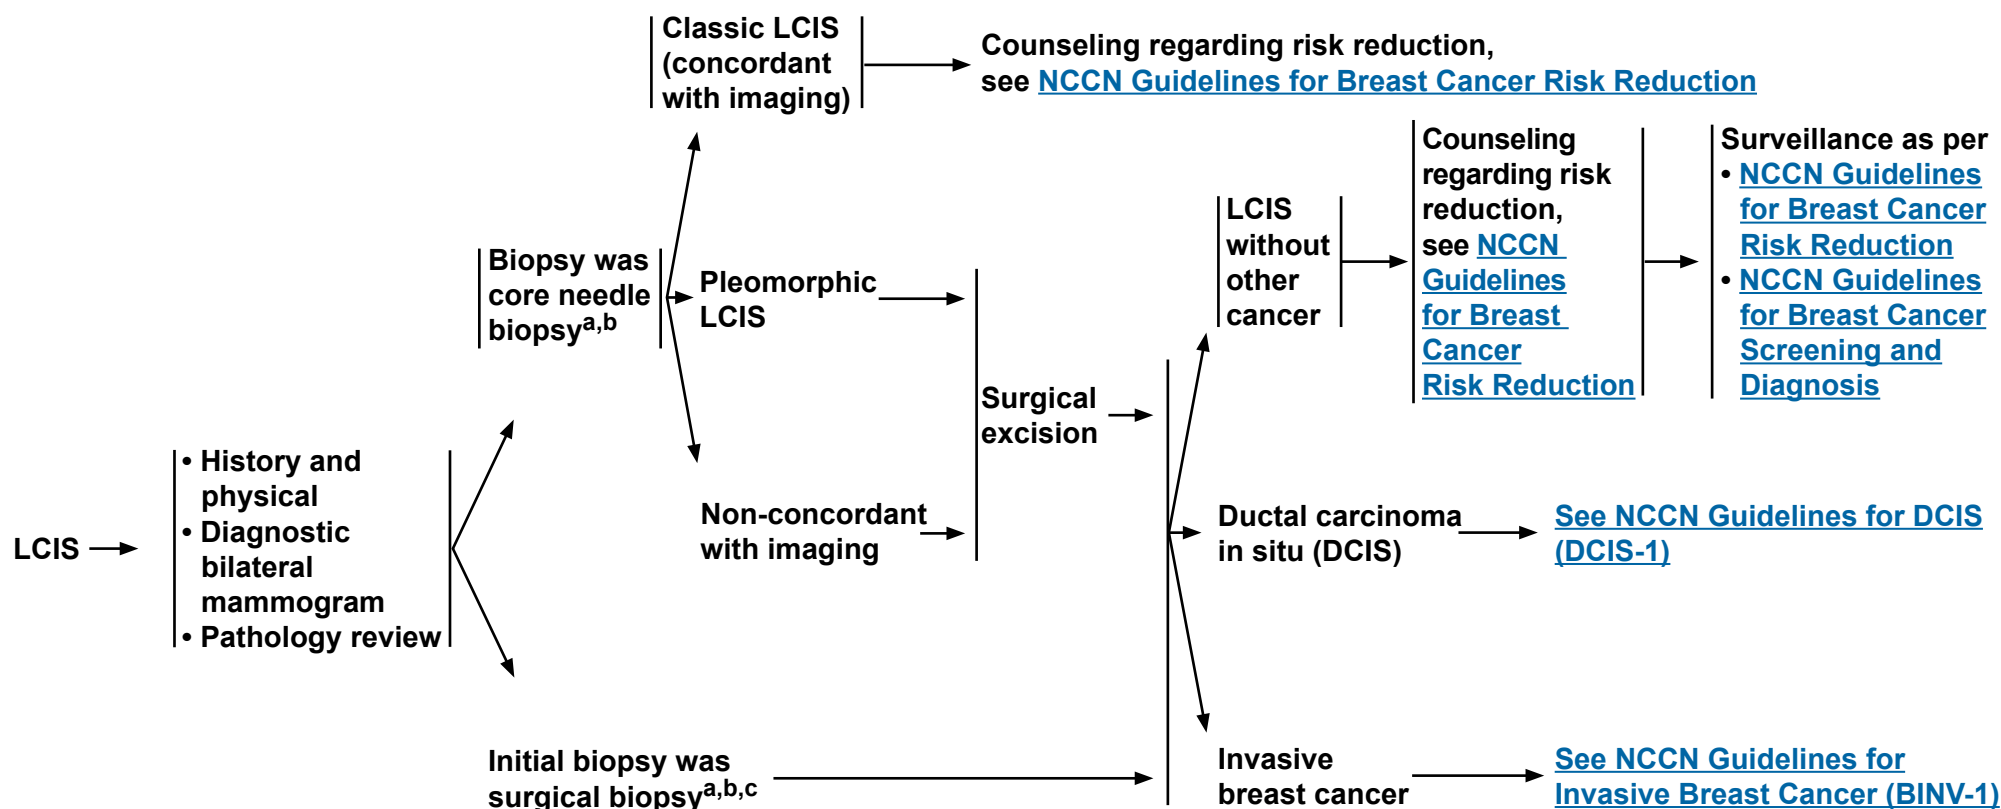 Classic LCIS
(concordant
with imaging)
Counseling regarding risk reduction,
see NCCN Guidelines for Breast Cancer Risk Reduction
Biopsy was
core needle
biopsy^a,b
Pleomorphic
LCIS
Non-concordant
with imaging
Surgical
excision
LCIS
without
other
cancer
Counseling
regarding risk
reduction,
see NCCN
Guidelines
for Breast
Cancer
Risk Reduction
Surveillance as per
• NCCN Guidelines
for Breast Cancer
Risk Reduction
• NCCN Guidelines
for Breast Cancer
Screening and
Diagnosis
LCIS
• History and
physical
• Diagnostic
bilateral
mammogram
• Pathology review
Ductal carcinoma
in situ (DCIS)
See NCCN Guidelines for DCIS
(DCIS-1)
Initial biopsy was
surgical biopsy^a,b,c
Invasive
breast cancer
See NCCN Guidelines for
Invasive Breast Cancer (BINV-1)